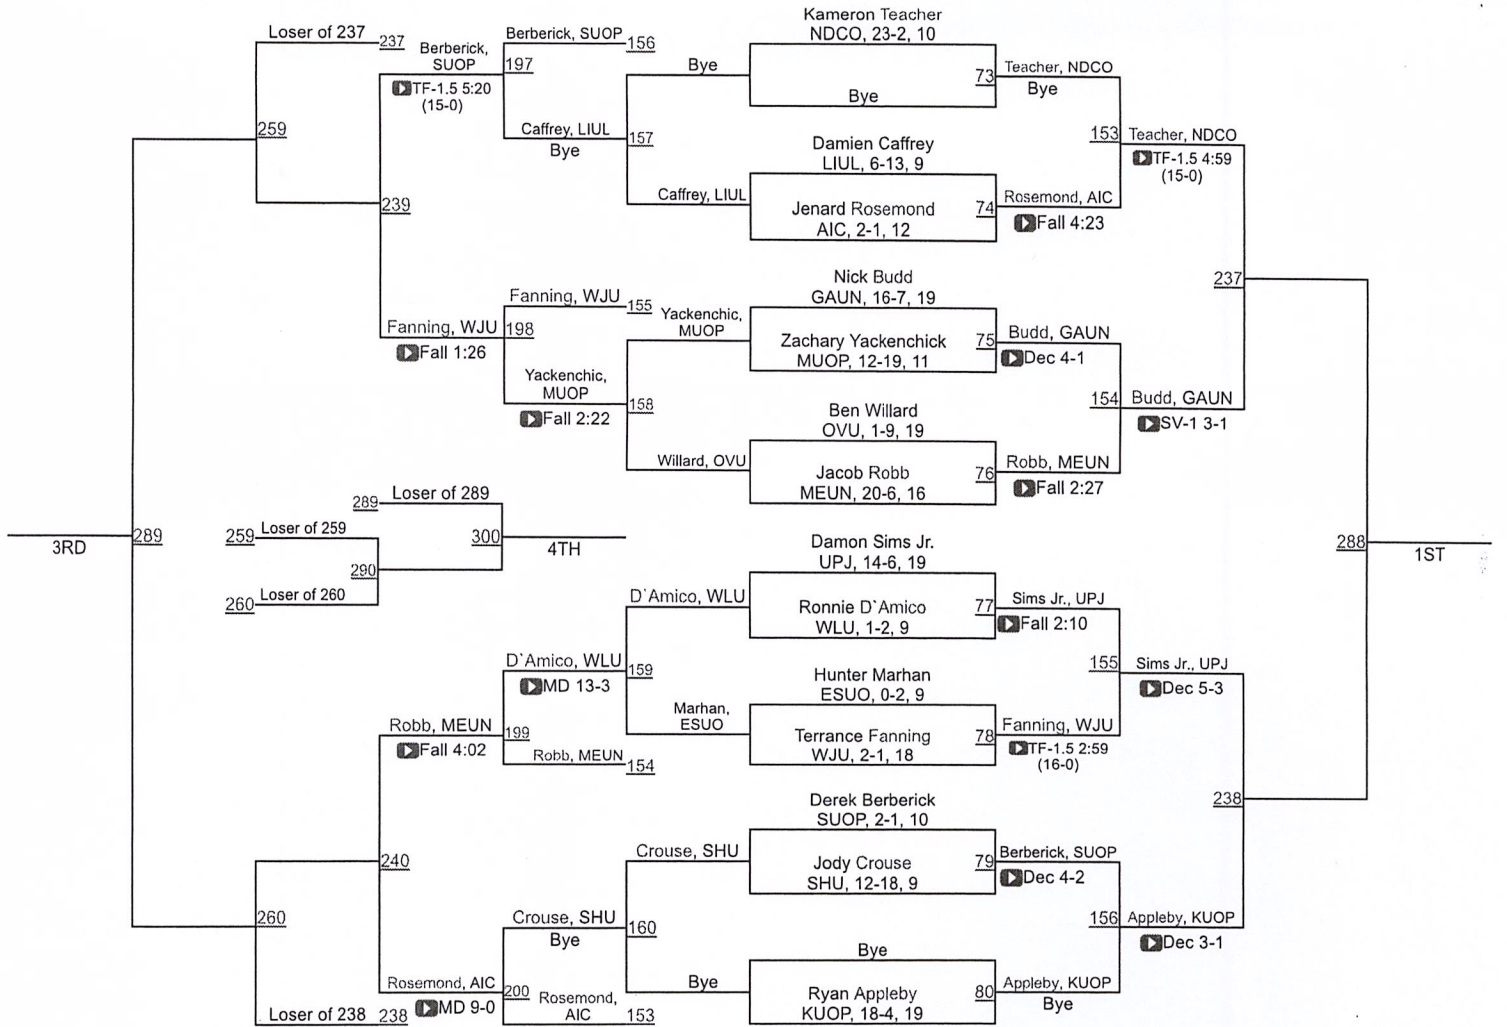 Loser of 237
237
Berberick,
SUOP
TF-1.5 5:20
(15-0)
259
239
Berberick, SUOP
156
197
Caffrey, LIUL
Bye
157
Bye
Caffrey, LIUL
Fanning, WJU
Fall 1:26
Fanning, WJU
155
198
Yackenchic,
MUOP
Fall 2:22
158
Yackenchic,
MUOP
Willard, OVU
Kameron Teacher
NDCO, 23-2, 10
73
Bye
Teacher, NDCO
Bye
Damien Caffrey
LIUL, 6-13, 9
Jenard Rosemond
AIC, 2-1, 12
74
Rosemond, AIC
Fall 4:23
153
Teacher, NDCO
TF-1.5 4:59
(15-0)
Nick Budd
GAUN, 16-7, 19
Zachary Yackenchick
MUOP, 12-19, 11
75
Budd, GAUN
Dec 4-1
Ben Willard
OVU, 1-9, 19
Jacob Robb
MEUN, 20-6, 16
76
Robb, MEUN
Fall 2:27
154
Budd, GAUN
SV-1 3-1
237
289
3RD
289
Loser of 289
259
Loser of 259
290
260
Loser of 260
300
4TH
288
1ST
Damon Sims Jr.
UPJ, 14-6, 19
Ronnie D`Amico
WLU, 1-2, 9
77
Sims Jr., UPJ
Fall 2:10
Hunter Marhan
ESUO, 0-2, 9
Terrance Fanning
WJU, 2-1, 18
78
Fanning, WJU
TF-1.5 2:59
(16-0)
155
Sims Jr., UPJ
Dec 5-3
D`Amico, WLU
159
Marhan,
ESUO
D`Amico, WLU
MD 13-3
199
Robb, MEUN
154
Robb, MEUN
Fall 4:02
240
260
Derek Berberick
SUOP, 2-1, 10
Jody Crouse
SHU, 12-18, 9
79
Berberick, SUOP
Dec 4-2
Bye
Ryan Appleby
KUOP, 18-4, 19
80
Appleby, KUOP
Bye
156
Appleby, KUOP
Dec 3-1
238
Crouse, SHU
160
Bye
Crouse, SHU
Bye
200
Rosemond,
AIC
153
Rosemond, AIC
MD 9-0
Loser of 238
238